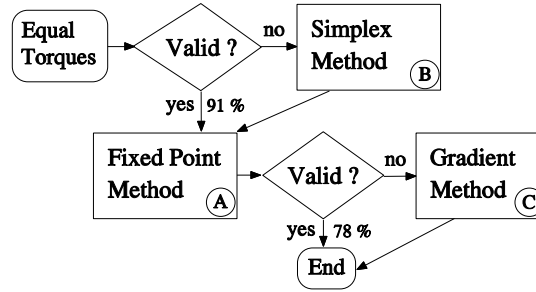 Equal
Torques
Valid ?
no
Simplex
Method
B
yes 91 %
Fixed Point
Method
A
Valid ?
no
Gradient
Method
C
yes 78 %
End